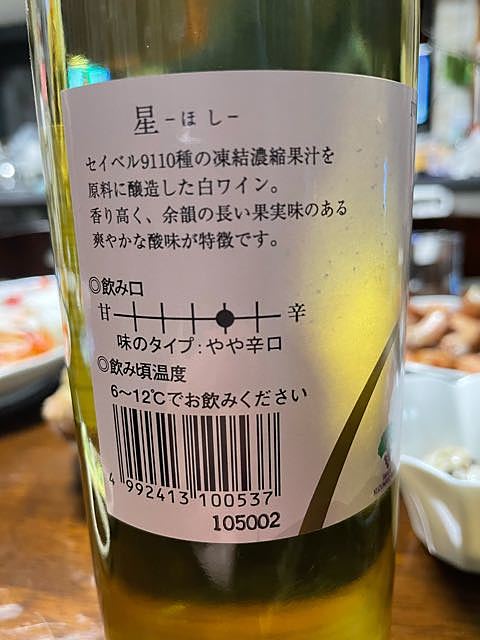 星-ほし-
セイベル9110種の凍結濃縮果汁を
原料に醸造した白ワイン。
香り高く、余韻の長い果実味のある
爽やかな酸味が特徴です。
◎飲み口
甘 辛
味のタイプ:やや辛口
◎飲み頃温度
6〜12℃でお飲みください
4 992413 100537
105002